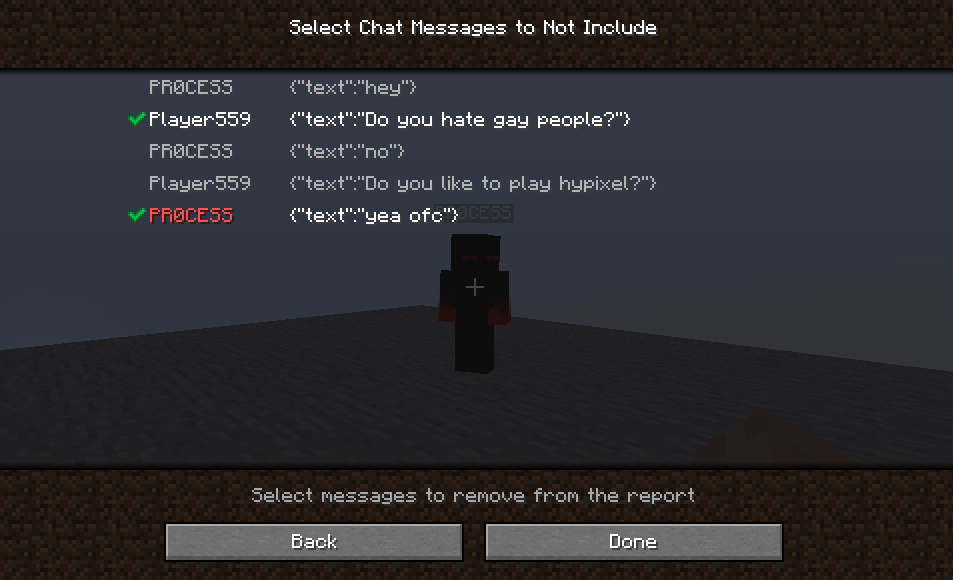 Select Chat Messages to Not Include
PR0CESS {"text":"hey"}
Player559 {"text":"Do you hate gay people?"}
PR0CESS {"text":"no"}
Player559 {"text":"Do you like to play hypixel?"}
PR0CESS {"text":"yea ofc"}
PR0CESS
Select messages to remove from the report
Back Done